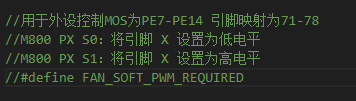 //用于外设控制MOS为PE7-PE14 引脚映射为71-78
//M800 PX S0：将引脚 X 设置为低电平
//M800 PX S1：将引脚 X 设置为高电平
//#define FAN_SOFT_PWM_REQUIRED